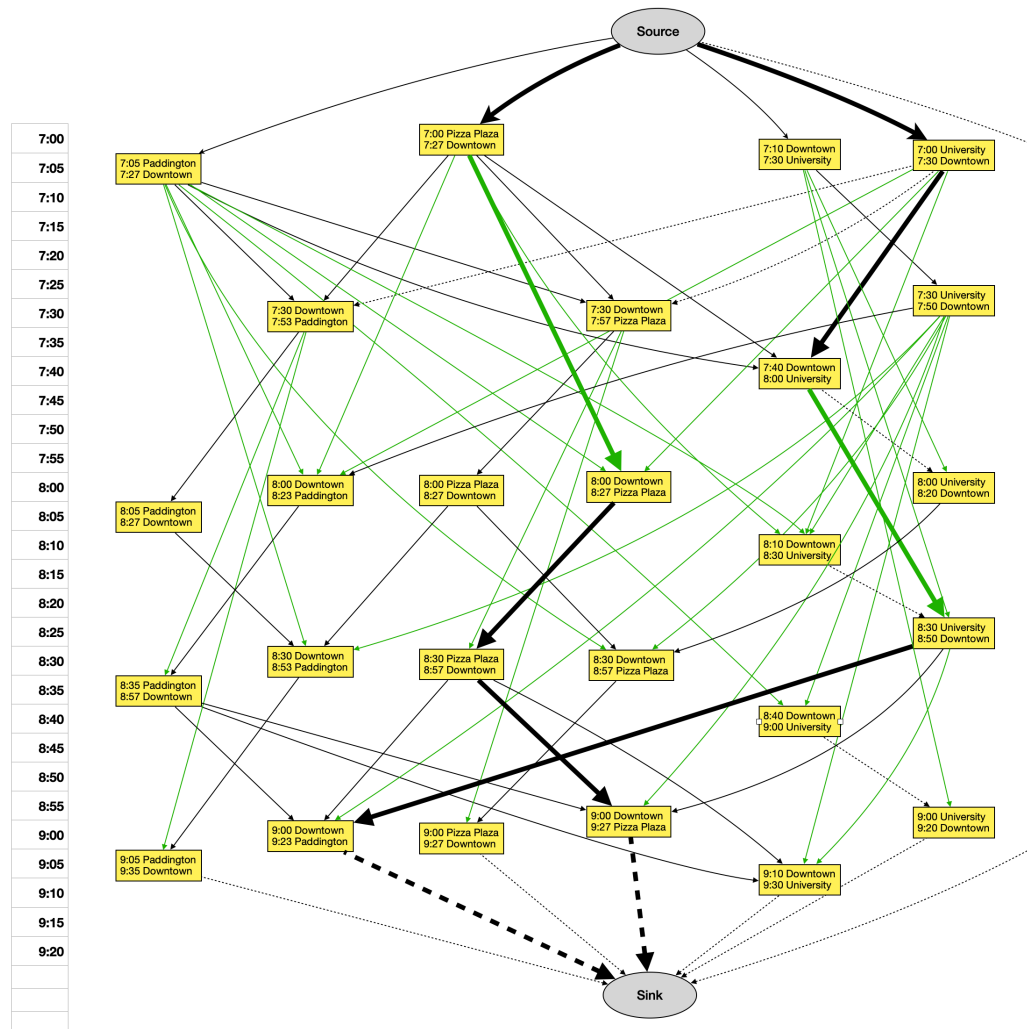 Source
7:00
7:05
7:10
7:15
7:20
7:25
7:30
7:35
7:40
7:45
7:50
7:55
8:00
8:05
8:10
8:15
8:20
8:25
8:30
8:35
8:40
8:45
8:50
8:55
9:00
9:05
9:10
9:15
9:20
7:00 Pizza Plaza
7:27 Downtown
7:10 Downtown
7:30 University
7:00 University
7:30 Downtown
7:05 Paddington
7:27 Downtown
7:30 Downtown
7:53 Paddington
7:30 Downtown
7:57 Pizza Plaza
7:30 University
7:50 Downtown
7:40 Downtown
8:00 University
8:00 Downtown
8:23 Paddington
8:00 Pizza Plaza
8:27 Downtown
8:00 Downtown
8:27 Pizza Plaza
8:00 University
8:20 Downtown
8:05 Paddington
8:27 Downtown
8:10 Downtown
8:30 University
8:30 University
8:50 Downtown
8:30 Downtown
8:53 Paddington
8:30 Pizza Plaza
8:57 Downtown
8:30 Downtown
8:57 Pizza Plaza
8:35 Paddington
8:57 Downtown
8:40 Downtown
9:00 University
9:00 Downtown
9:23 Paddington
9:00 Pizza Plaza
9:27 Downtown
9:00 Downtown
9:27 Pizza Plaza
9:00 University
9:20 Downtown
9:05 Paddington
9:35 Downtown
9:10 Downtown
9:30 University
Sink